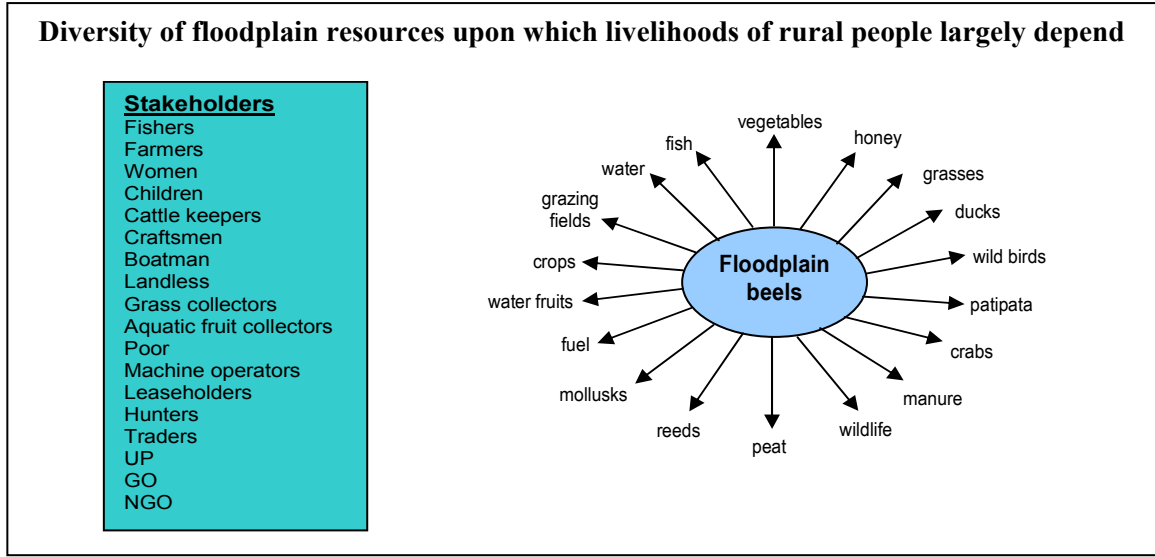 Diversity of floodplain resources upon which livelihoods of rural people largely depend
Stakeholders
Fishers
Farmers
Women
Children
Cattle keepers
Craftsmen
Boatman
Landless
Grass collectors
Aquatic fruit collectors
Poor
Machine operators
Leaseholders
Hunters
Traders
UP
GO
NGO
Floodplain
beels
vegetables
honey
grasses
ducks
wild birds
patipata
crabs
manure
wildlife
peat
reeds
mollusks
fuel
water fruits
crops
grazing
fields
water
fish